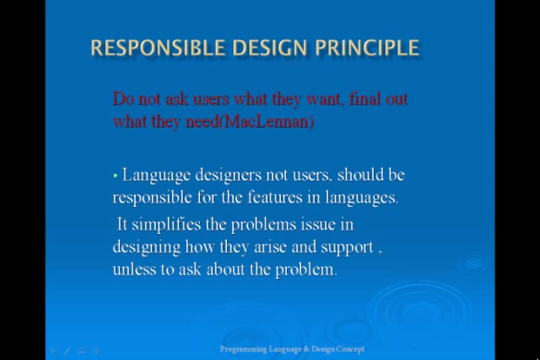 RESPONSIBLE DESIGN PRINCIPLE
Do not ask users what they want, final out
what they need(MacLennan)
• Language designers not users, should be
responsible for the features in languages.
It simplifies the problems issue in
designing how they arise and support ,
unless to ask about the problem.
Programming Language & Design Concept